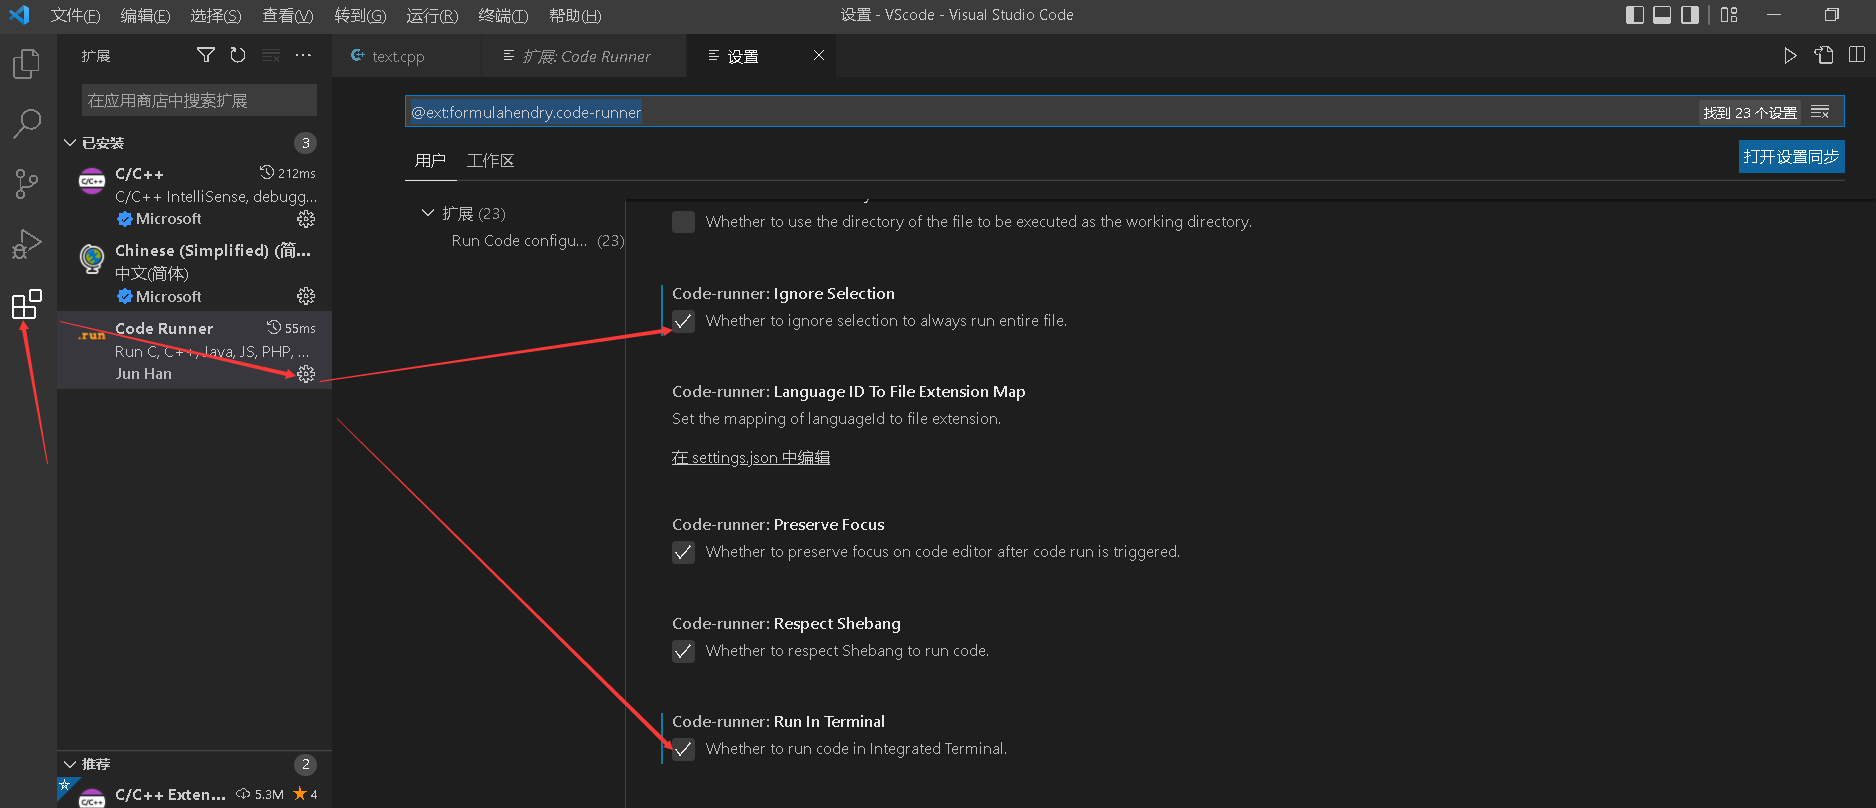 文件(F) 编辑(E) 选择(S) 查看(V) 转到(G) 运行(R) 终端(T) 帮助(H) 设置 - VScode - Visual Studio Code
扩展
text.cpp 扩展: Code Runner 设置
在应用商店中搜索扩展
@ext:formulahendry.code-runner 找到 23 个设置
已安装 3
用户 工作区 打开设置同步
C/C++ 212ms
C/C++ IntelliSense, debugg...
Microsoft
扩展 (23)
Run Code configu... (23)
Chinese (Simplified) (简...
中文(简体)
Microsoft
.run
Code Runner 55ms
Run C, C++, Java, JS, PHP, ...
Jun Han
Whether to use the directory of the file to be executed as the working directory.
Code-runner: Ignore Selection
Whether to ignore selection to always run entire file.
Code-runner: Language ID To File Extension Map
Set the mapping of languageId to file extension.
在 settings.json 中编辑
Code-runner: Preserve Focus
Whether to preserve focus on code editor after code run is triggered.
Code-runner: Respect Shebang
Whether to respect Shebang to run code.
Code-runner: Run In Terminal
Whether to run code in Integrated Terminal.
推荐 2
C/C++ Exten... 5.3M 4